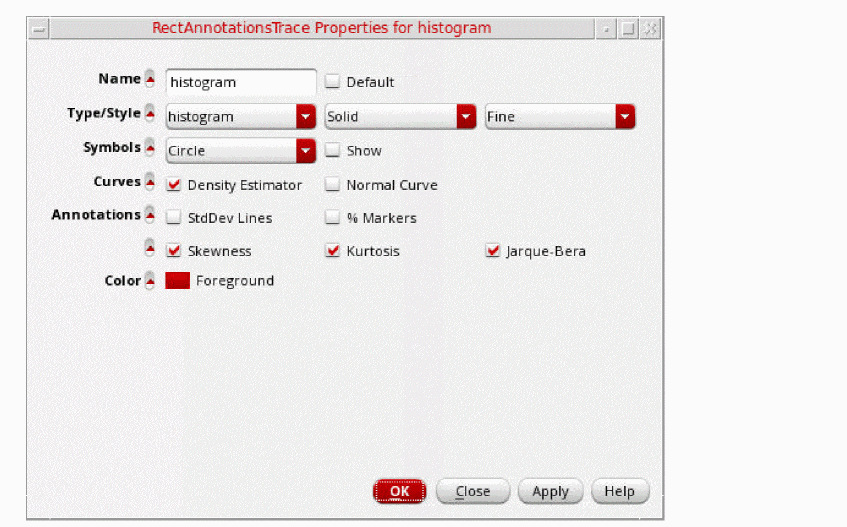 RectAnnotationsTrace Properties for histogram
Name histogram Default
Type/Style histogram Solid Fine
Symbols Circle Show
Curves Density Estimator Normal Curve
Annotations StdDev Lines % Markers
Skewness Kurtosis Jarque-Bera
Color Foreground
OK Close Apply Help